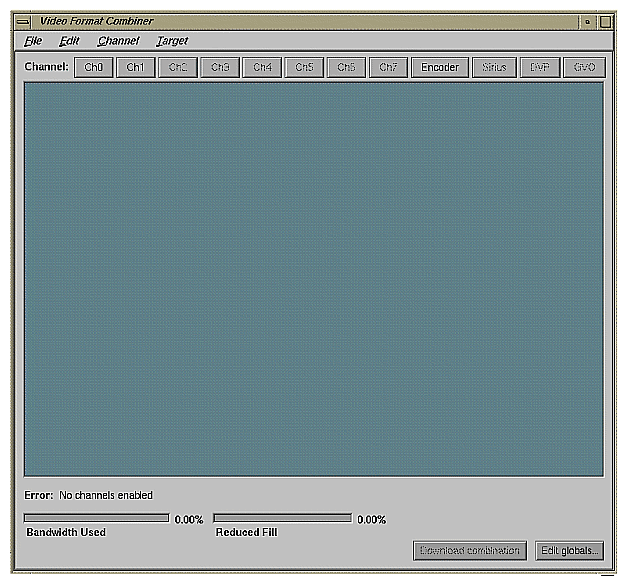 Video Format Combiner
File Edit Channel Target
Channel: Ch0 Ch1 Ch2 Ch3 Ch4 Ch5 Ch6 Ch7 Encoder Sirius DVP GVO
Error: No channels enabled
0.00% 0.00%
Bandwidth Used Reduced Fill
Download combination Edit globals...